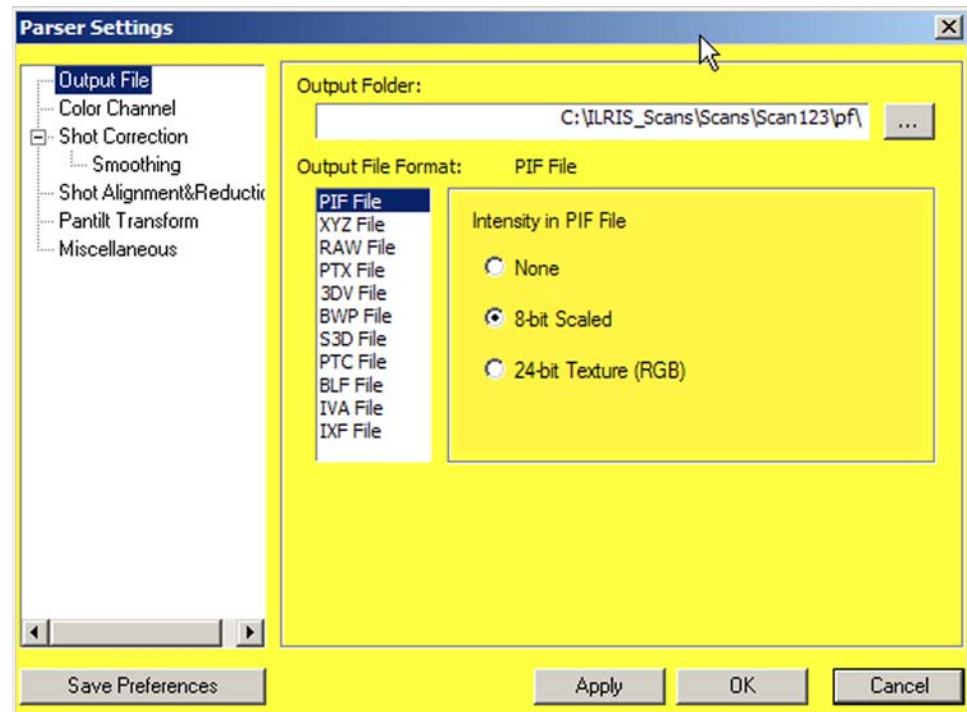 Parser Settings
Output File
Color Channel
Shot Correction
Smoothing
Shot Alignment&Reductic
Pantilt Transform
Miscellaneous
Output Folder:
C:\ILRIS_Scans\Scans\Scan123\pf\
...
Output File Format: PIF File
PIF File
XYZ File
RAW File
PTX File
3DV File
BWP File
S3D File
PTC File
BLF File
IVA File
IXF File
Intensity in PIF File
None
8-bit Scaled
24-bit Texture (RGB)
Save Preferences
Apply
OK
Cancel